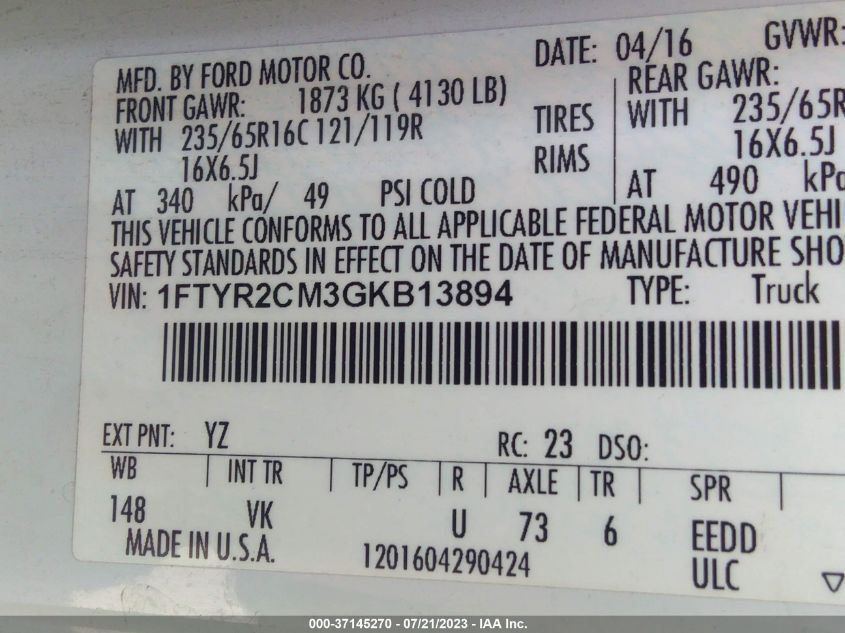 MFD. BY FORD MOTOR CO.
DATE: 04/16 GVWR:
FRONT GAWR: 1873 KG ( 4130 LB)
REAR GAWR:
WITH 235/65R16C 121/119R TIRES
WITH 235/65R
16X6.5J RIMS
16X6.5J
AT 340 kPa/ 49 PSI COLD
AT 490 kPa
THIS VEHICLE CONFORMS TO ALL APPLICABLE FEDERAL MOTOR VEHI
SAFETY STANDARDS IN EFFECT ON THE DATE OF MANUFACTURE SHO
VIN: 1FTYR2CM3GKB13894 TYPE: Truck
EXT PNT: YZ RC: 23 DSO:
WB INT TR TP/PS R AXLE TR SPR
148 VK U 73 6 EEDD
MADE IN U.S.A. 1201604290424 ULC
000-37145270 - 07/21/2023 - IAA Inc.